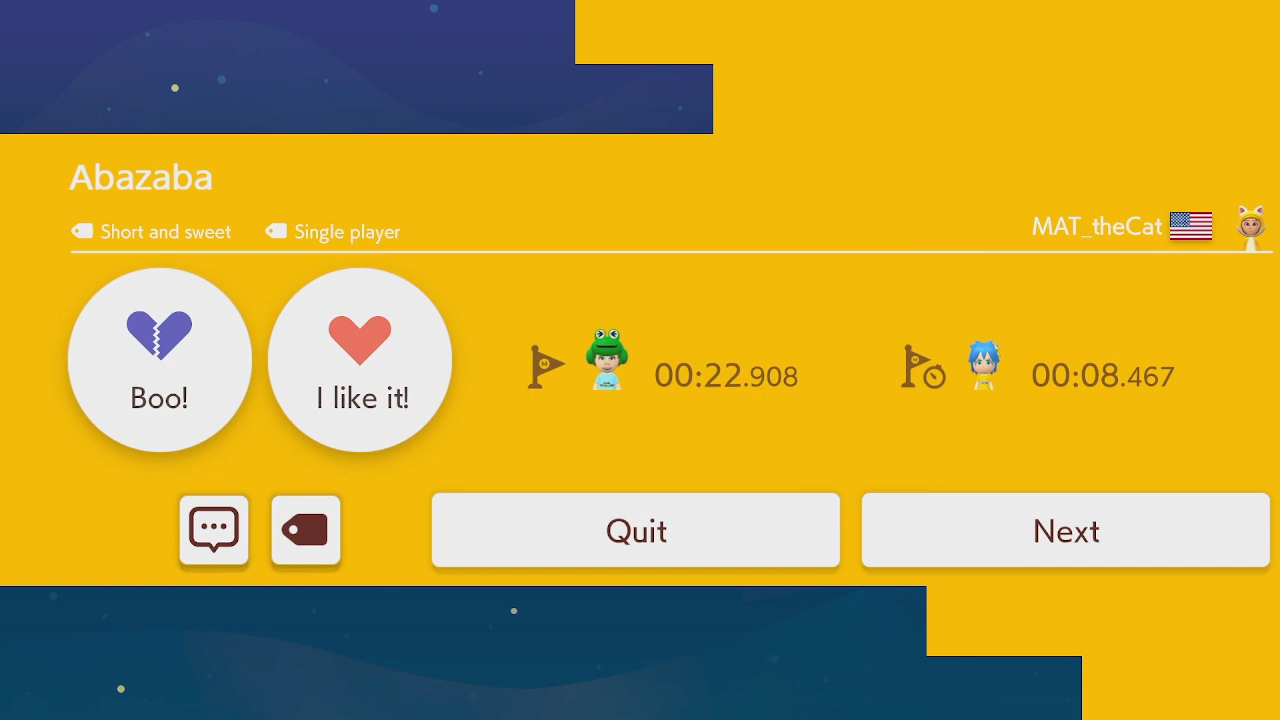 Abazaba
Short and sweet Single player
MAT_theCat
Boo!
I like it!
M
00:22.908
M
00:08.467
Quit
Next